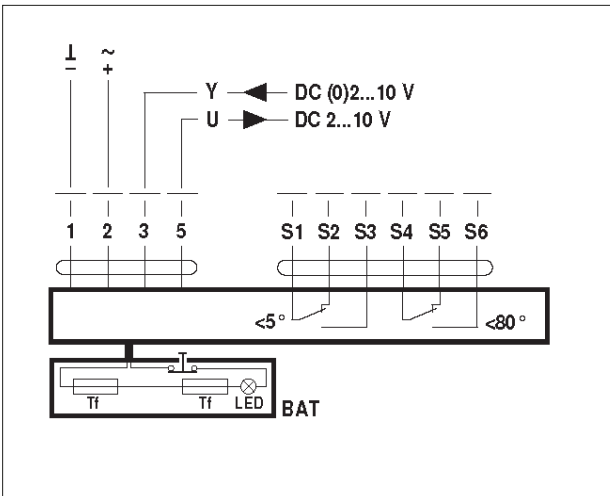 ⊥ ~
– +
Y DC (0)2...10 V
U DC 2...10 V
1 2 3 5 S1 S2 S3 S4 S5 S6
<5° <80°
Tf Tf LED BAT